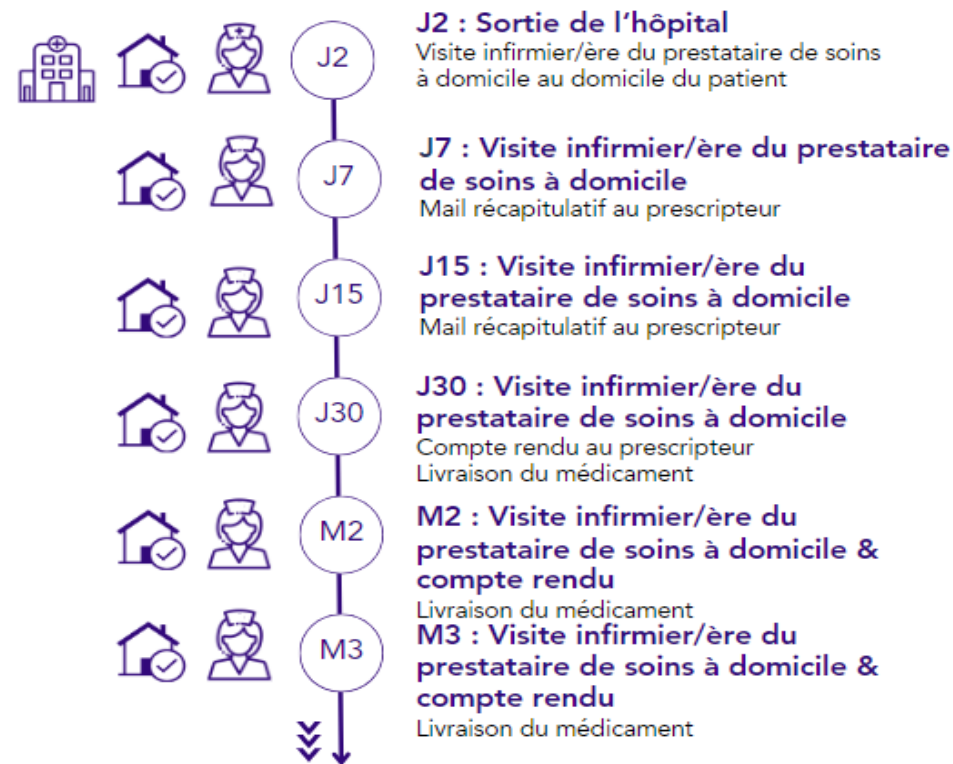 J2
J2 : Sortie de l'hôpital
Visite infirmier/ère du prestataire de soins
à domicile au domicile du patient
J7
J7 : Visite infirmier/ère du prestataire
de soins à domicile
Mail récapitulatif au prescripteur
J15
J15 : Visite infirmier/ère du
prestataire de soins à domicile
Mail récapitulatif au prescripteur
J30
J30 : Visite infirmier/ère du
prestataire de soins à domicile
Compte rendu au prescripteur
Livraison du médicament
M2
M2 : Visite infirmier/ère du
prestataire de soins à domicile &
compte rendu
Livraison du médicament
M3
M3 : Visite infirmier/ère du
prestataire de soins à domicile &
compte rendu
Livraison du médicament